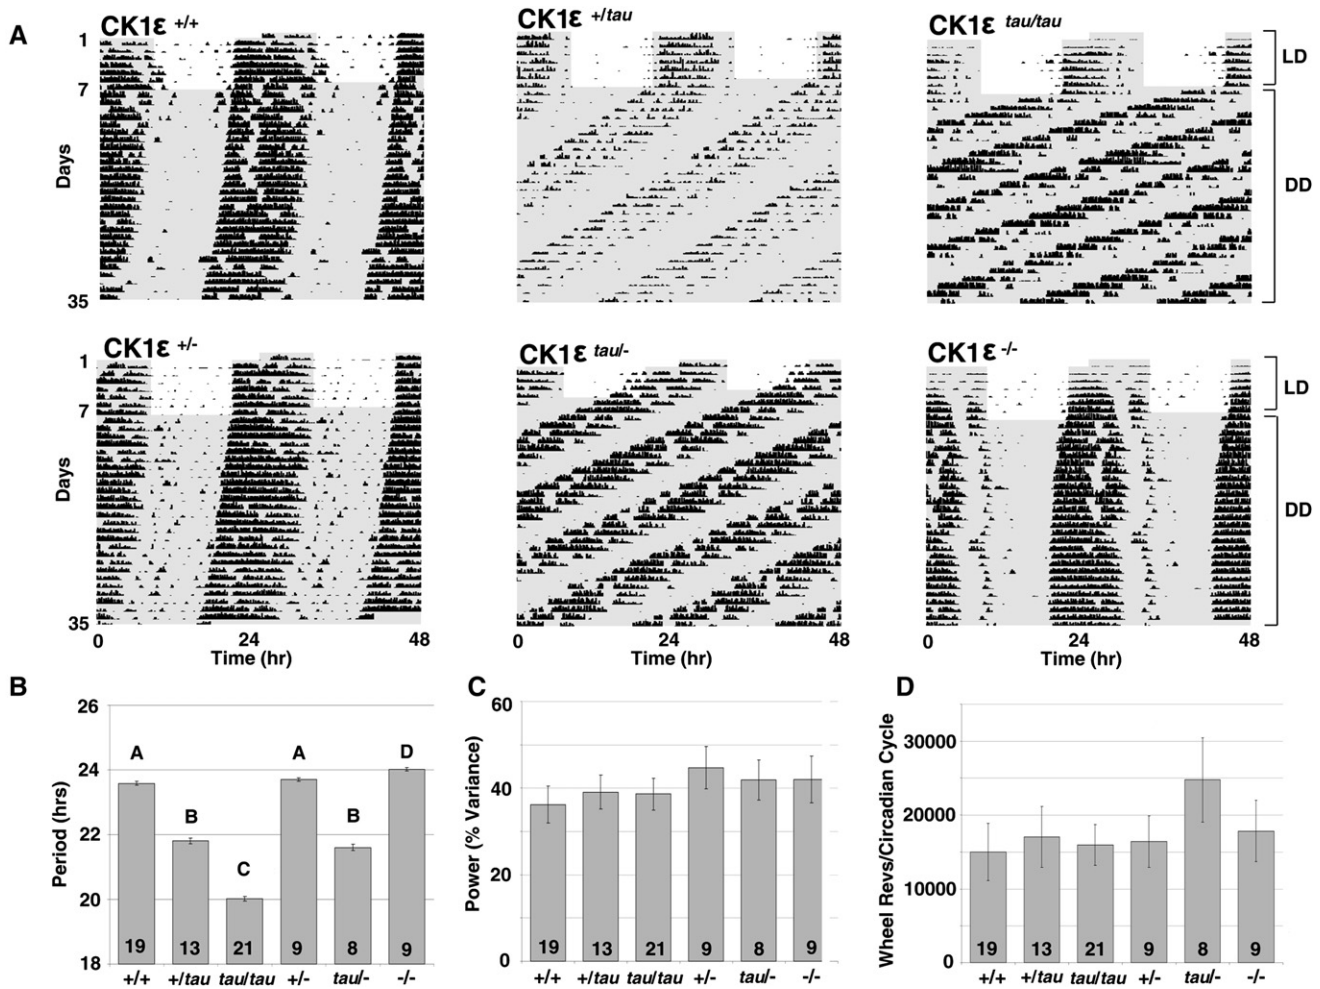 A
CK1ε +/+
CK1ε +/tau
CK1ε tau/tau
1
7
35
Days
LD
DD
CK1ε +/-
CK1ε tau/-
CK1ε -/-
1
7
35
Days
LD
DD
0 24 48
Time (hr)
0 24 48
Time (hr)
0 24 48
Time (hr)
B
Period (hrs)
26
24
22
20
18
A B C A B D
19 13 21 9 8 9
+/+ +/tau tau/tau +/- tau/- -/-
C
Power (% Variance)
60
40
20
0
19 13 21 9 8 9
+/+ +/tau tau/tau +/- tau/- -/-
D
Wheel Revs/Circadian Cycle
30000
20000
10000
0
19 13 21 9 8 9
+/+ +/tau tau/tau +/- tau/- -/-